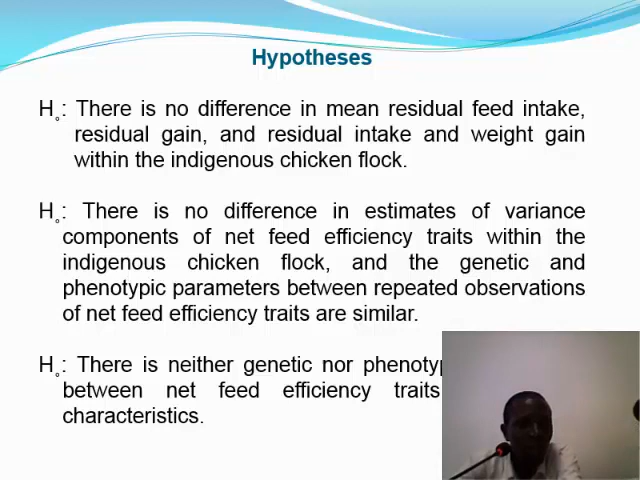 Hypotheses
H₀: There is no difference in mean residual feed intake,
residual gain, and residual intake and weight gain
within the indigenous chicken flock.
H₀: There is no difference in estimates of variance
components of net feed efficiency traits within the
indigenous chicken flock, and the genetic and
phenotypic parameters between repeated observations
of net feed efficiency traits are similar.
H₀: There is neither genetic nor
between net feed efficiency traits
characteristics.